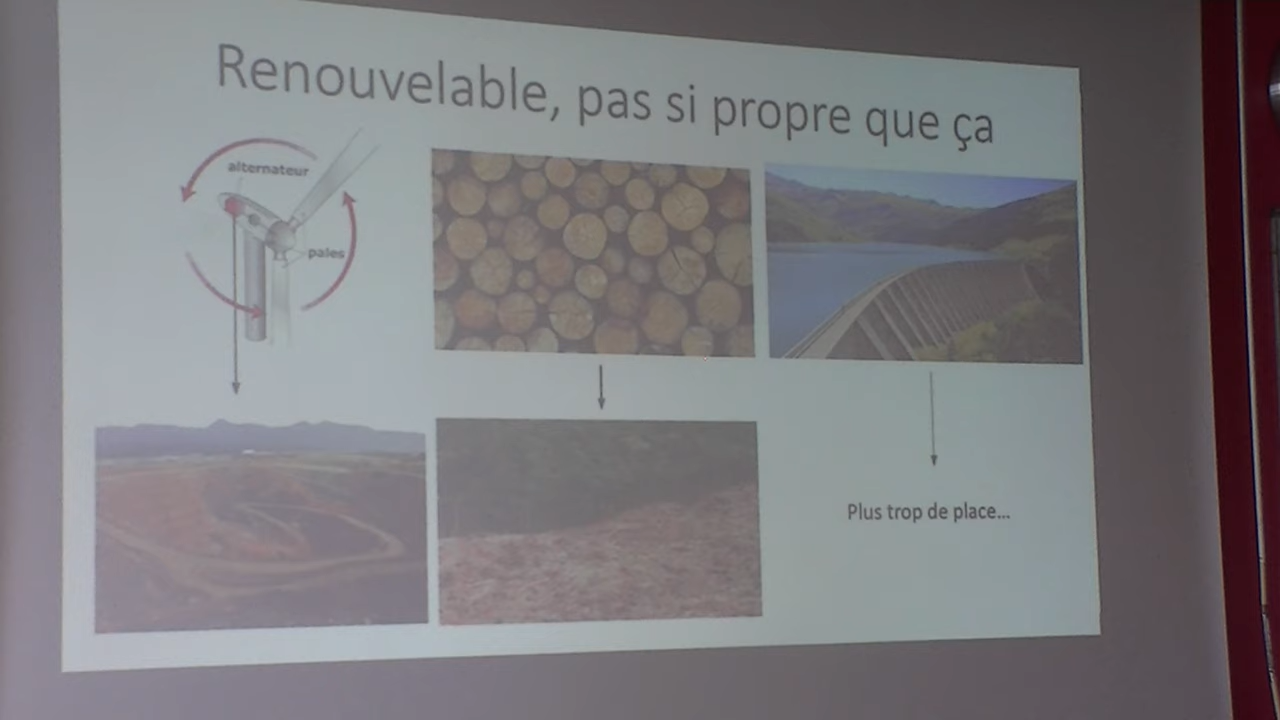 Renouvelable, pas si propre que ça
alternateur
pales
Plus trop de place...